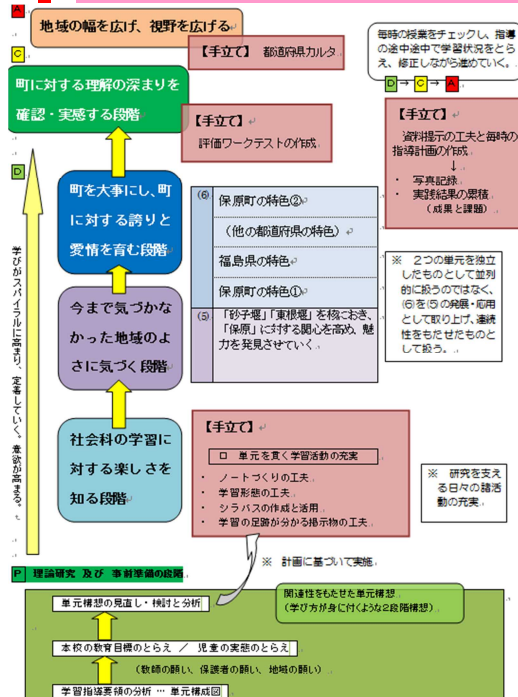 A
地域の幅を広げ、視野を広げる
C
【手立て】 都道府県カルタ
毎時の授業をチェックし、指導
の途中途中で学習状況をとら
え、修正しながら進めていく。
D→C→A
町に対する理解の深まりを
確認・実感する段階
【手立て】
評価ワークテストの作成
【手立て】
資料提示の工夫と毎時の
指導計画の作成
↓
・ 写真記録
・ 実践結果の累積
(成果と課題)
D
町を大事にし、町
に対する誇りと
愛情を育む段階
(6) 保原町の特色②
(他の都道府県の特色)
福島県の特色
保原町の特色①
(5) 「砂子堰」「東根堰」を核におき、
「保原」に対する関心を高め、魅
力を発見させていく。
※ 2つの単元を独立
したものとして並列
的に扱うのではなく、
(6)を(5)の発展・応用
として取り上げ、連続
性をもたせたものと
して扱う。
学びがスパイラルに高まり、定着していく。意欲が高まる。
今まで気づかな
かった地域のよ
さに気づく段階
社会科の学習に
対する楽しさを
知る段階
【手立て】
□ 単元を貫く学習活動の充実
・ ノートづくりの工夫
・ 学習形態の工夫
・ シラバスの作成と活用
・ 学習の足跡が分かる掲示物の工夫
※ 研究を支え
る日々の諸活
動の充実
※ 計画に基づいて実施
P 理論研究 及び 事前準備の段階
単元構想の見直し・検討と分析
関連性をもたせた単元構想
(学び方が身に付くような2段階構想)
本校の教育目標のとらえ / 児童の実態のとらえ
(教師の願い、保護者の願い、地域の願い)
学習指導要領の分析 … 単元構成図